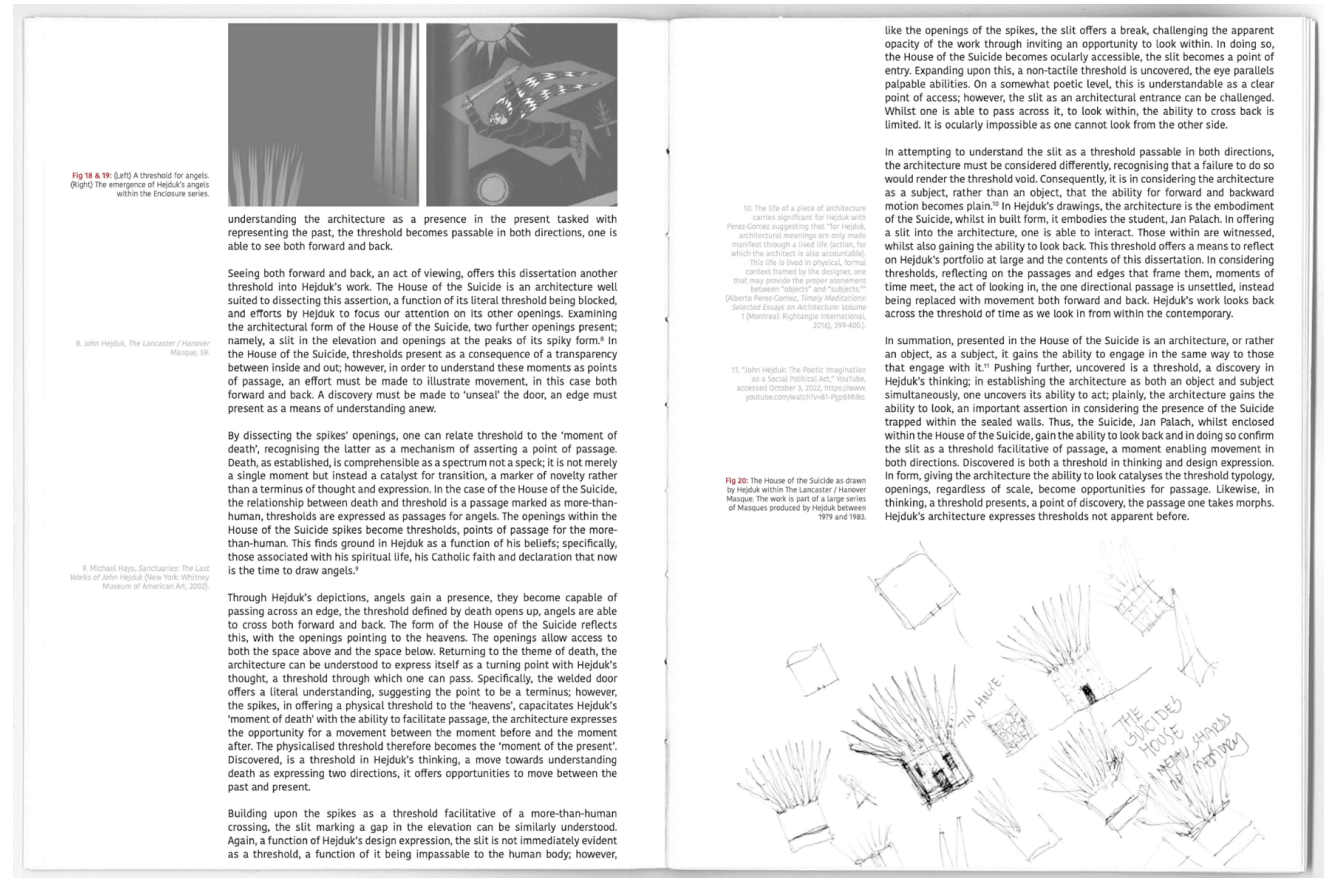 Fig 18 & 19: (Left) A threshold for angels.
(Right) The emergence of Hejduk's angels
within the Enclosure series.
understanding the architecture as a presence in the present tasked with
representing the past, the threshold becomes passable in both directions, one is
able to see both forward and back.
Seeing both forward and back, an act of viewing, offers this dissertation another
threshold into Hejduk's work. The House of the Suicide is an architecture well
suited to dissecting this assertion, a function of its literal threshold being blocked,
and efforts by Hejduk to focus our attention on its other openings. Examining
the architectural form of the House of the Suicide, two further openings present;
namely, a slit in the elevation and openings at the peaks of its spiky form.⁸ In
the House of the Suicide, thresholds present as a consequence of a transparency
between inside and out; however, in order to understand these moments as points
of passage, an effort must be made to illustrate movement, in this case both
forward and back. A discovery must be made to 'unseal' the door, an edge must
present as a means of understanding anew.
8. John Hejduk, The Lancaster / Hanover
Masque, 59.
By dissecting the spikes' openings, one can relate threshold to the 'moment of
death', recognising the latter as a mechanism of asserting a point of passage.
Death, as established, is comprehensible as a spectrum not a speck; it is not merely
a single moment but instead a catalyst for transition, a marker of novelty rather
than a terminus of thought and expression. In the case of the House of the Suicide,
the relationship between death and threshold is a passage marked as more-than-
human, thresholds are expressed as passages for angels. The openings within the
House of the Suicide spikes become thresholds, points of passage for the more-
than-human. This finds ground in Hejduk as a function of his beliefs; specifically,
those associated with his spiritual life, his Catholic faith and declaration that now
is the time to draw angels.⁹
9. Michael Hays, Sanctuaries: The Last
Works of John Hejduk (New York: Whitney
Museum of American Art, 2002).
Through Hejduk's depictions, angels gain a presence, they become capable of
passing across an edge, the threshold defined by death opens up, angels are able
to cross both forward and back. The form of the House of the Suicide reflects
this, with the openings pointing to the heavens. The openings allow access to
both the space above and the space below. Returning to the theme of death, the
architecture can be understood to express itself as a turning point with Hejduk's
thought, a threshold through which one can pass. Specifically, the welded door
offers a literal understanding, suggesting the point to be a terminus; however,
the spikes, in offering a physical threshold to the 'heavens', capacitates Hejduk's
'moment of death' with the ability to facilitate passage, the architecture expresses
the opportunity for a movement between the moment before and the moment
after. The physicalised threshold therefore becomes the 'moment of the present'.
Discovered, is a threshold in Hejduk's thinking, a move towards understanding
death as expressing two directions, it offers opportunities to move between the
past and present.
Building upon the spikes as a threshold facilitative of a more-than-human
crossing, the slit marking a gap in the elevation can be similarly understood.
Again, a function of Hejduk's design expression, the slit is not immediately evident
as a threshold, a function of it being impassable to the human body; however,
like the openings of the spikes, the slit offers a break, challenging the apparent
opacity of the work through inviting an opportunity to look within. In doing so,
the House of the Suicide becomes ocularly accessible, the slit becomes a point of
entry. Expanding upon this, a non-tactile threshold is uncovered, the eye parallels
palpable abilities. On a somewhat poetic level, this is understandable as a clear
point of access; however, the slit as an architectural entrance can be challenged.
Whilst one is able to pass across it, to look within, the ability to cross back is
limited. It is ocularly impossible as one cannot look from the other side.
In attempting to understand the slit as a threshold passable in both directions,
the architecture must be considered differently, recognising that a failure to do so
would render the threshold void. Consequently, it is in considering the architecture
as a subject, rather than an object, that the ability for forward and backward
motion becomes plain.¹⁰ In Hejduk's drawings, the architecture is the embodiment
of the Suicide, whilst in built form, it embodies the student, Jan Palach. In offering
a slit into the architecture, one is able to interact. Those within are witnessed,
whilst also gaining the ability to look back. This threshold offers a means to reflect
on Hejduk's portfolio at large and the contents of this dissertation. In considering
thresholds, reflecting on the passages and edges that frame them, moments of
time meet, the act of looking in, the one directional passage is unsettled, instead
being replaced with movement both forward and back. Hejduk's work looks back
across the threshold of time as we look in from within the contemporary.
10. The life of a piece of architecture
carries significant for Hejduk with
Perez-Gomez suggesting that "for Hejduk,
architectural meanings are only made
manifest through a lived life (action, for
which the architect is also accountable).
This life is lived in physical, formal
context framed by the designer, one
that may provide the proper atonement
between "objects" and "subjects.""
(Alberto Perez-Gomez, Timely Meditations:
Selected Essays on Architecture: Volume
1 (Montreal: Rightangle International,
2016), 399-400,).
In summation, presented in the House of the Suicide is an architecture, or rather
an object, as a subject, it gains the ability to engage in the same way to those
that engage with it.¹¹ Pushing further, uncovered is a threshold, a discovery in
Hejduk's thinking; in establishing the architecture as both an object and subject
simultaneously, one uncovers its ability to act; plainly, the architecture gains the
ability to look, an important assertion in considering the presence of the Suicide
trapped within the sealed walls. Thus, the Suicide, Jan Palach, whilst enclosed
within the House of the Suicide, gain the ability to look back and in doing so confirm
the slit as a threshold facilitative of passage, a moment enabling movement in
both directions. Discovered is both a threshold in thinking and design expression.
In form, giving the architecture the ability to look catalyses the threshold typology,
openings, regardless of scale, become opportunities for passage. Likewise, in
thinking, a threshold presents, a point of discovery, the passage one takes morphs.
Hejduk's architecture expresses thresholds not apparent before.
11. "John Hejduk: The Poetic Imagination
as a Social Political Act," YouTube,
accessed October 3, 2022, https://www.
Fig 20: The House of the Suicide as drawn
by Hejduk within The Lancaster / Hanover
Masque. The work is part of a large series
of Masques produced by Hejduk between
1979 and 1983.
TIN HOUSE.
THE
SUICIDES
HOUSE
METAL SHARDS
OF MEMORY